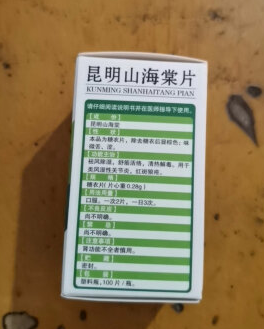 昆明山海棠片
KUNMING SHANHAITANG PIAN
请仔细阅读说明书并在医师指导下使用。
【成 份】
昆明山海棠
【性 状】
本品为糖衣片，除去糖衣后显棕色；味
微苦、涩。
【功能主治】
祛风除湿，舒筋活络，清热解毒。用于
类风湿性关节炎，红斑狼疮。
【规 格】
糖衣片(片心重0.28g)
【用法用量】
口服，一次2片，一日3次。
【不良反应】
尚不明确。
【禁 忌】
尚不明确。
【注意事项】
肾功能不全者慎用。
【贮 藏】
密封。
【包 装】
塑料瓶，100片/瓶。